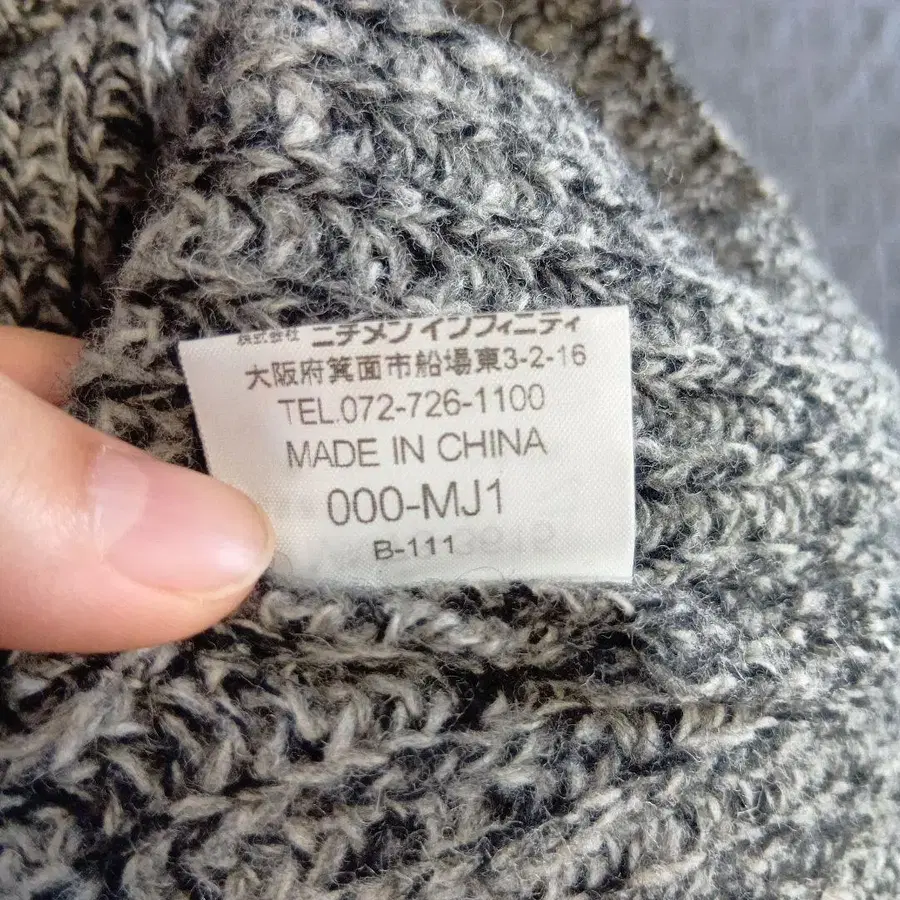 株式会社 ニチメンインフィニティ
大阪府箕面市船場東3-2-16
TEL.072-726-1100
MADE IN CHINA
000-MJ1
B-111